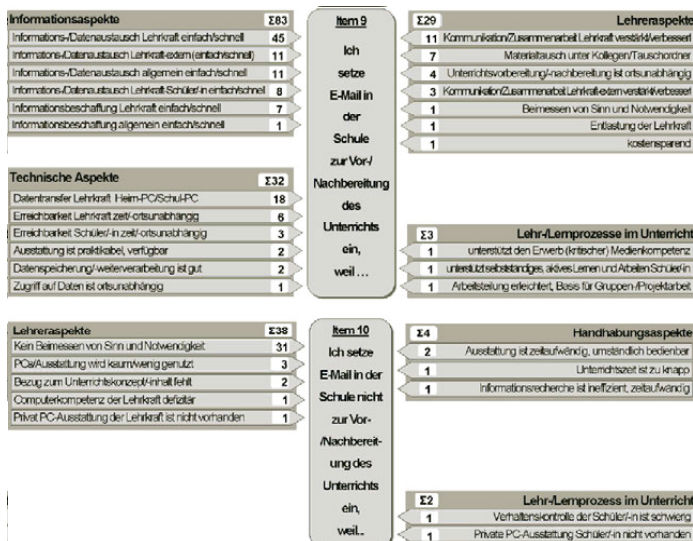 Informationsaspekte Σ83
Informations-/Datenaustausch Lehrkraft einfach/schnell 45
Informations-/Datenaustausch Lehrkraft-extern (einfach/schnell) 11
Informations-/Datenaustausch allgemein einfach/schnell 11
Informations-/Datenaustausch Lehrkraft-Schüler/-in einfach/schnell 8
Informationsbeschaffung Lehrkraft einfach/schnell 7
Informationsbeschaffung allgemein einfach/schnell 1
Technische Aspekte Σ32
Datentransfer Lehrkraft Heim-PC/Schul-PC 18
Erreichbarkeit Lehrkraft zeit/-ortsunabhängig 6
Erreichbarkeit Schüler/-in zeit/-ortsunabhängig 3
Ausstattung ist praktikabel, verfügbar 2
Datenspeicherung/-weiterverarbeitung ist gut 2
Zugriff auf Daten ist ortsunabhängig 1
Item 9
Ich
setze
E-Mail in
der
Schule
zur Vor-/
Nachbereitung
des
Unterrichts
ein,
weil …
Σ29 Lehreraspekte
11 Kommunikation/Zusammenarbeit Lehrkraft verstärkt/verbessert
7 Materialtausch unter Kollegen/Tauschordner
4 Unterrichtsvorbereitung/-nachbereitung ist ortsunabhängig
3 Kommunikation/Zusammenarbeit Lehrkraft-extern verstärkt/verbessert
1 Beimessen von Sinn und Notwendigkeit
1 Entlastung der Lehrkraft
1 kostensparend
Σ3 Lehr-/Lernprozesse im Unterricht
1 unterstützt den Erwerb (kritischer) Medienkompetenz
1 unterstützt selbstständiges, aktives Lernen und Arbeiten Schüler/-in
1 Arbeitsteilung erleichtert, Basis für Gruppen-/Projektarbeit
Lehreraspekte Σ38
Kein Beimessen von Sinn und Notwendigkeit 31
PCs/Ausstattung wird kaum/wenig genutzt 3
Bezug zum Unterrichtskonzept/-inhalt fehlt 2
Computerkompetenz der Lehrkraft defizitär 1
Privat PC-Ausstattung der Lehrkraft ist nicht vorhanden 1
Item 10
Ich setze
E-Mail in der
Schule nicht
zur Vor-
/Nachbereit-
ung des
Unterrichts
ein,
weil...
Σ4 Handhabungsaspekte
2 Ausstattung ist zeitaufwändig, umständlich bedienbar
1 Unterrichtszeit ist zu knapp
1 Informationsrecherche ist ineffizient, zeitaufwändig
Σ2 Lehr-/Lernprozess im Unterricht
1 Verhaltenskontrolle der Schüler/-in ist schwierig
1 Private PC-Ausstattung Schüler/-in nicht vorhanden